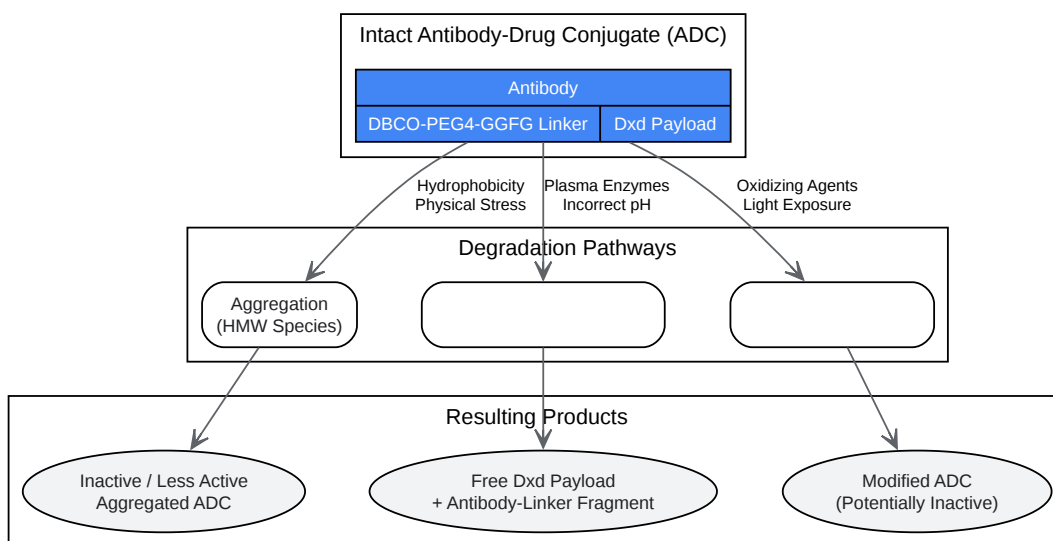 Intact Antibody-Drug Conjugate (ADC)
Antibody
DBCO-PEG4-GGFG Linker
Dxd Payload
Hydrophobicity
Physical Stress
Plasma Enzymes
Incorrect pH
Oxidizing Agents
Light Exposure
Degradation Pathways
Aggregation
(HMW Species)
Resulting Products
Inactive / Less Active
Aggregated ADC
Free Dxd Payload
+ Antibody-Linker Fragment
Modified ADC
(Potentially Inactive)